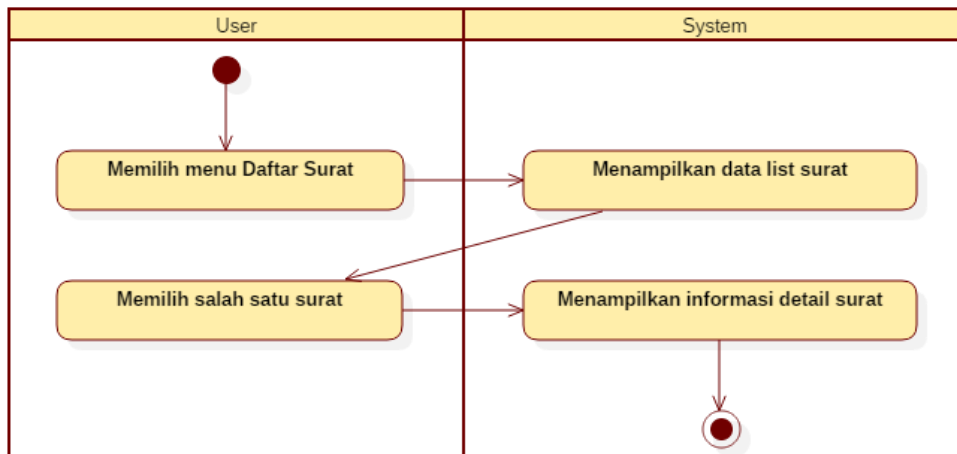 User
System
Memilih menu Daftar Surat
Menampilkan data list surat
Memilih salah satu surat
Menampilkan informasi detail surat